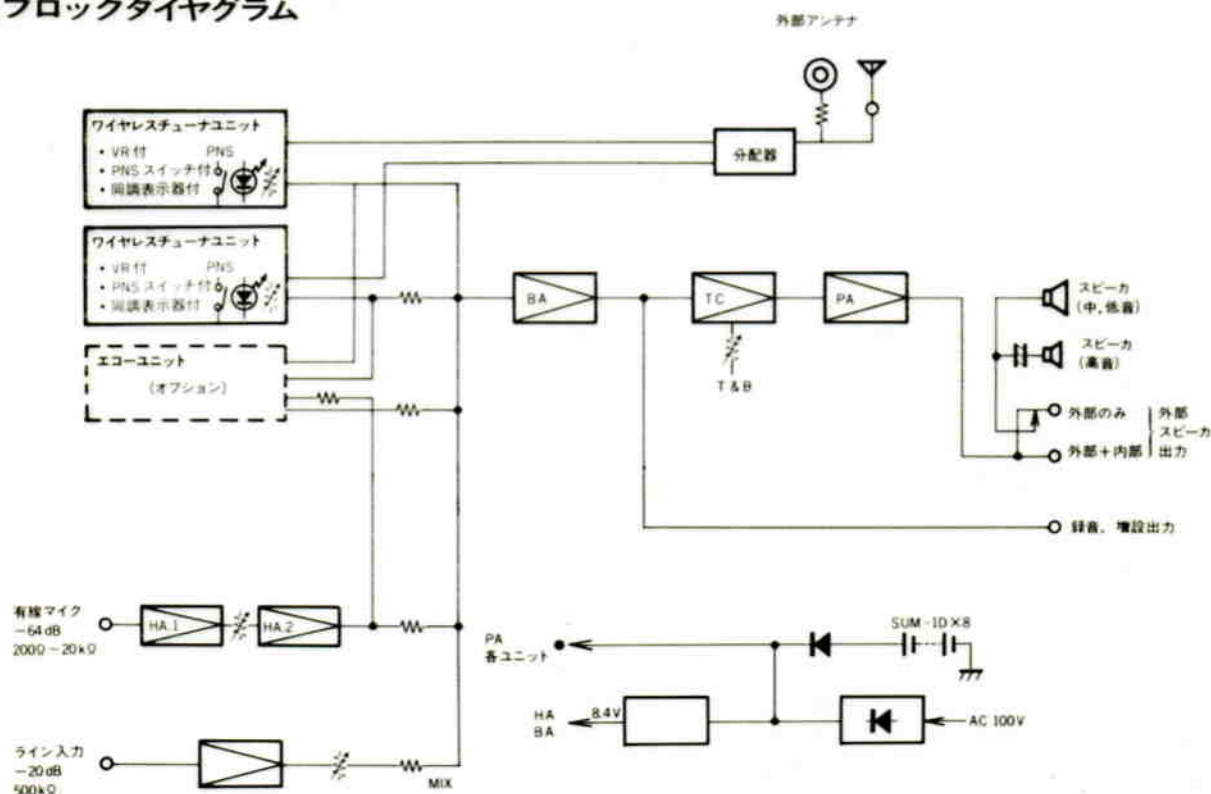 ブロックダイヤグラム
外部アンテナ
ワイヤレスチューナユニット
• VR付 PNS
• PNSスイッチ付
• 同調表示器付
分配器
ワイヤレスチューナユニット
• VR付 PNS
• PNSスイッチ付
• 同調表示器付
BA
TC
PA
T&B
スピーカ
(中,低音)
スピーカ
(高音)
エコーユニット
(オプション)
外部のみ
外部+内部
外部
スピーカ
出力
録音,増設出力
有線マイク
-64dB
200Ω~20kΩ
HA.1
HA.2
PA
各ユニット
SUM-1D×8
HA
BA
8.4V
AC 100V
ライン入力
-20dB
500kΩ
MIX